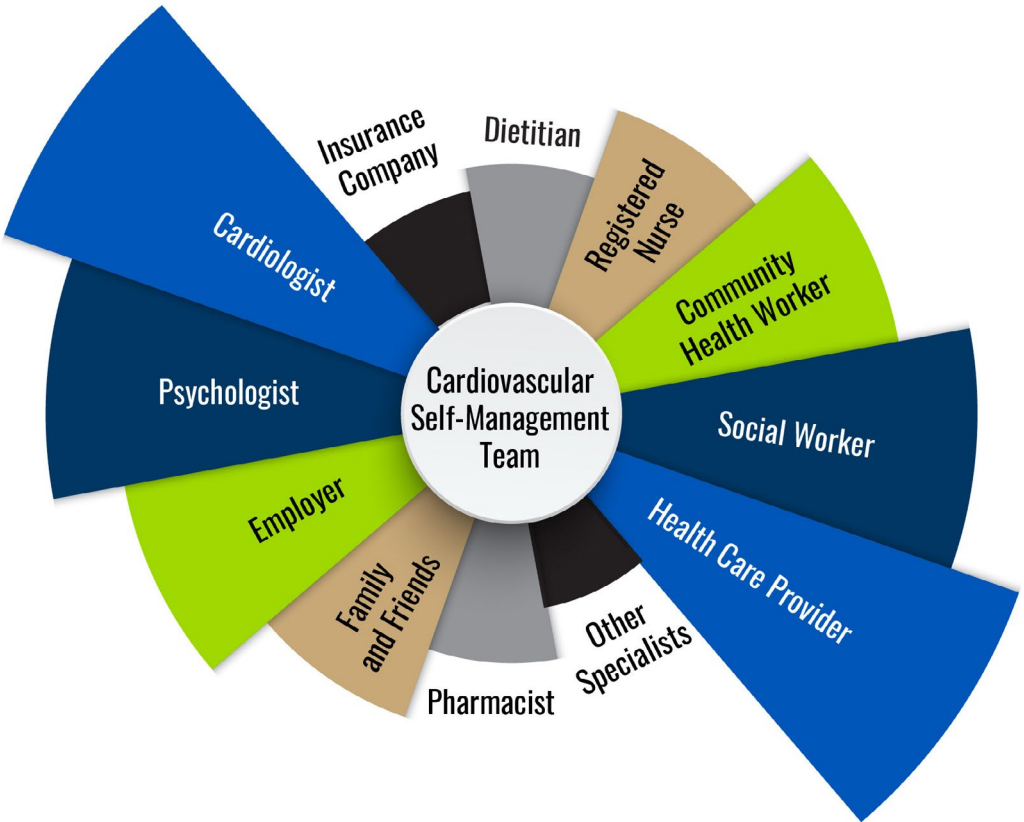 Insurance
Company
Dietitian
Registered
Nurse
Community
Health Worker
Cardiologist
Psychologist
Cardiovascular
Self-Management
Team
Social Worker
Employer
Health Care Provider
Family
and Friends
Pharmacist
Other
Specialists